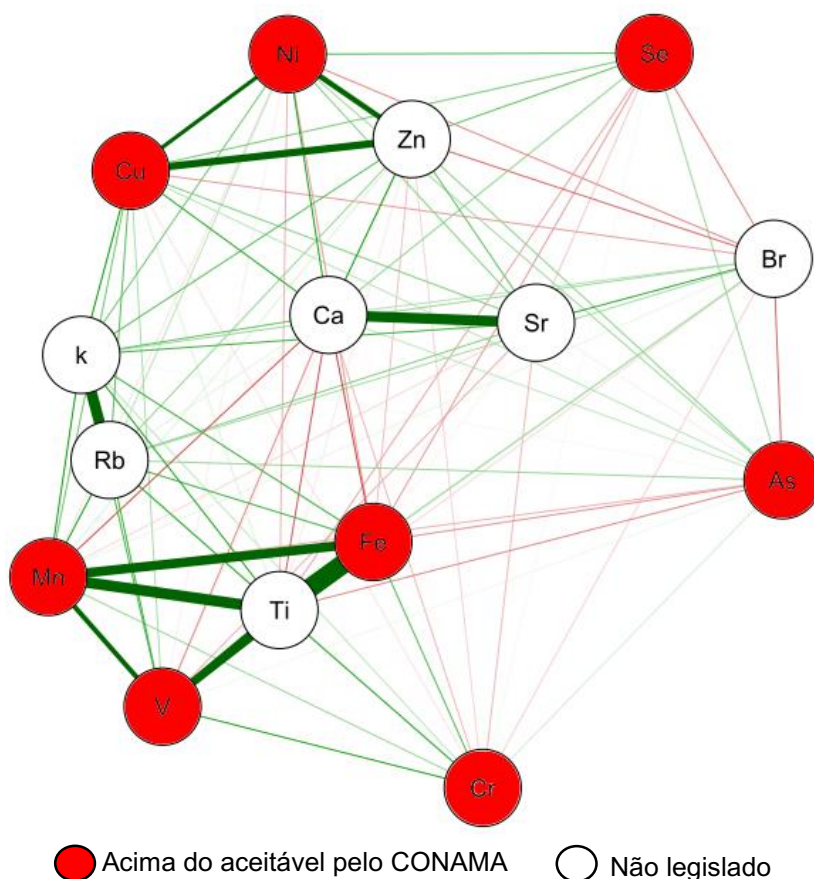 Ni
Se
Zn
Cu
Br
Ca
Sr
k
Rb
As
Fe
Mn
Ti
V
Cr
Acima do aceitável pelo CONAMA
Não legislado